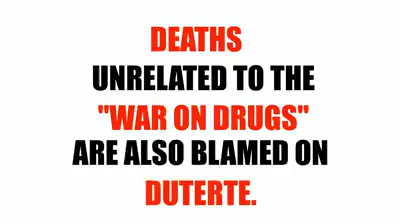 DEATHS
UNRELATED TO THE
"WAR ON DRUGS"
ARE ALSO BLAMED ON
DUTERTE.